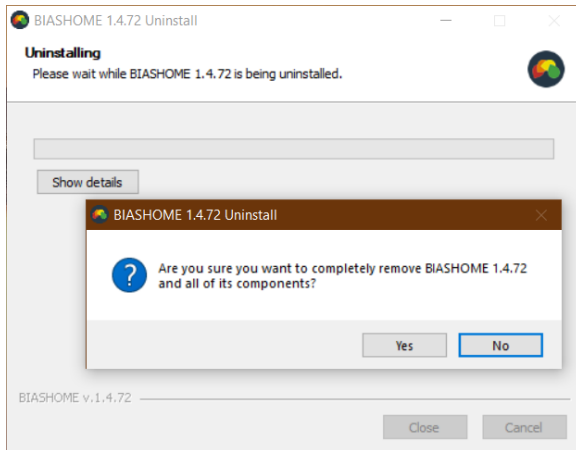 BIASHOME 1.4.72 Uninstall
Uninstalling
Please wait while BIASHOME 1.4.72 is being uninstalled.
Show details
BIASHOME 1.4.72 Uninstall
Are you sure you want to completely remove BIASHOME 1.4.72
and all of its components?
Yes No
BIASHOME v.1.4.72
Close Cancel